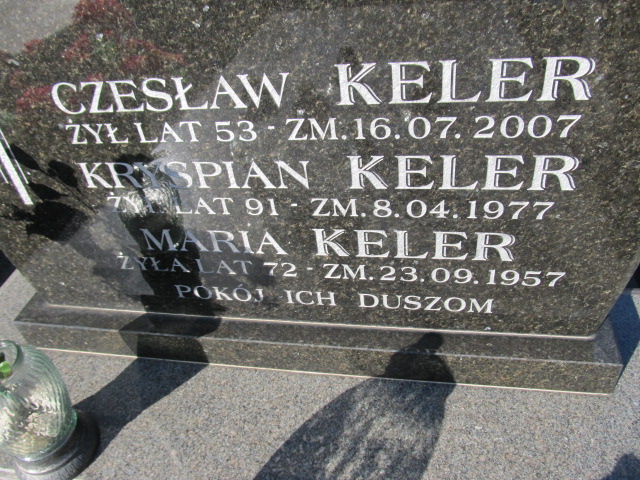 CZESŁAW KELER
ŻYŁ LAT 53 - ZM.16.07.2007
KRYSPIAN KELER
ŻYŁ LAT 91 - ZM.8.04.1977
MARIA KELER
ŻYŁA LAT 72 - ZM.23.09.1957
POKÓJ ICH DUSZOM